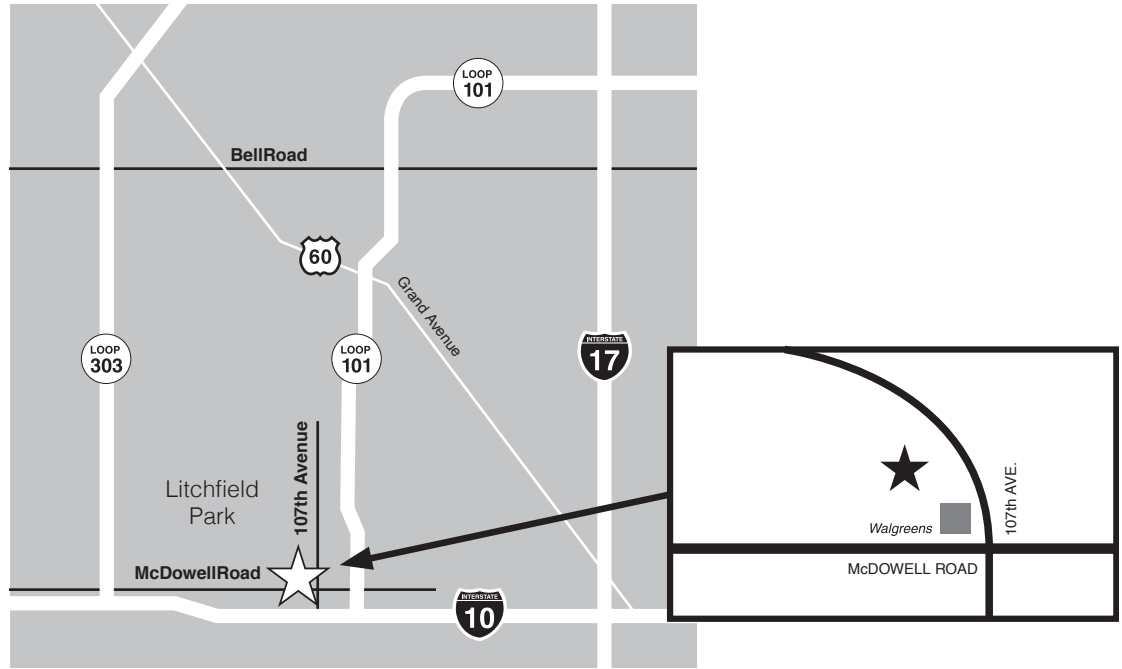 LOOP
101
BellRoad
60
Grand Avenue
LOOP
303
LOOP
101
INTERSTATE
17
107th Avenue
Litchfield
Park
McDowellRoad
INTERSTATE
10
107th AVE.
Walgreens
McDOWELL ROAD